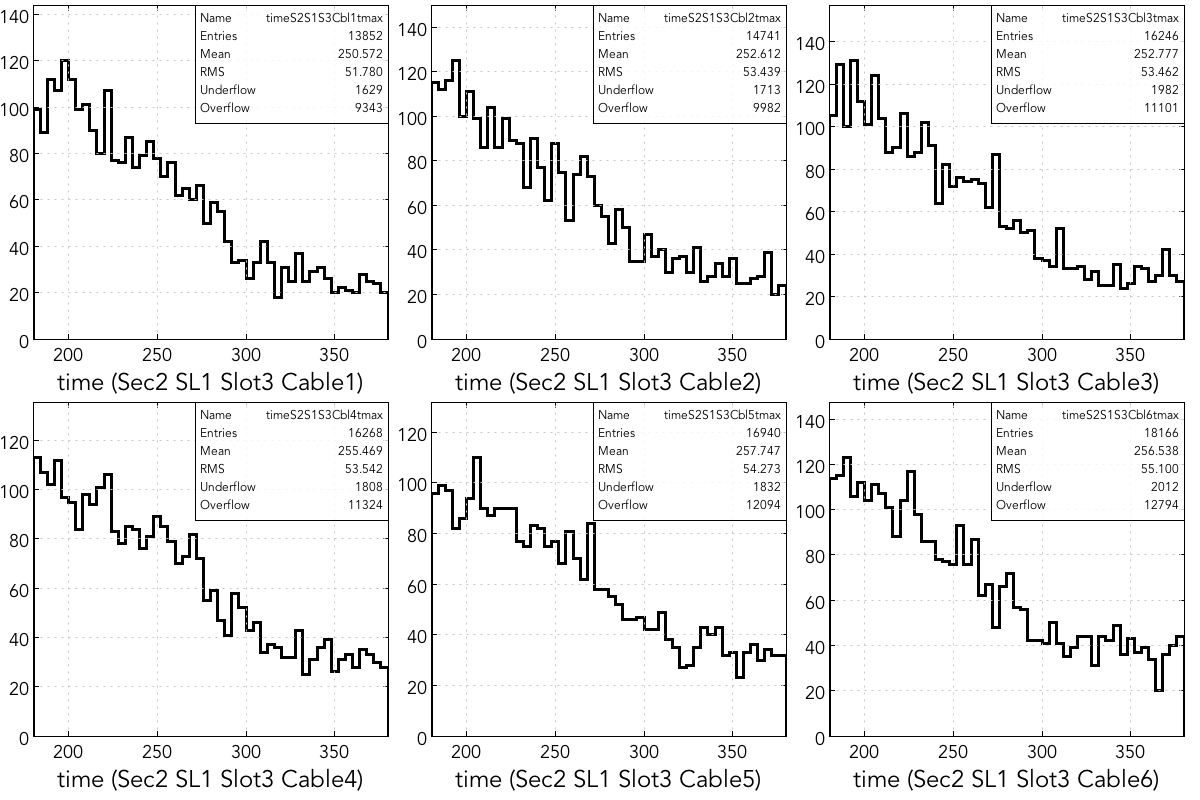 Name timeS2S1S3Cbl1tmax
Entries 13852
Mean 250.572
RMS 51.780
Underflow 1629
Overflow 9343
140
120
100
80
60
40
20
0
200 250 300 350
time (Sec2 SL1 Slot3 Cable1)
Name timeS2S1S3Cbl2tmax
Entries 14741
Mean 252.612
RMS 53.439
Underflow 1713
Overflow 9982
140
120
100
80
60
40
20
0
200 250 300 350
time (Sec2 SL1 Slot3 Cable2)
Name timeS2S1S3Cbl3tmax
Entries 16246
Mean 252.777
RMS 53.462
Underflow 1982
Overflow 11101
140
120
100
80
60
40
20
0
200 250 300 350
time (Sec2 SL1 Slot3 Cable3)
Name timeS2S1S3Cbl4tmax
Entries 16268
Mean 255.469
RMS 53.542
Underflow 1808
Overflow 11324
120
100
80
60
40
20
0
200 250 300 350
time (Sec2 SL1 Slot3 Cable4)
Name timeS2S1S3Cbl5tmax
Entries 16940
Mean 257.747
RMS 54.273
Underflow 1832
Overflow 12094
120
100
80
60
40
20
0
200 250 300 350
time (Sec2 SL1 Slot3 Cable5)
Name timeS2S1S3Cbl6tmax
Entries 18166
Mean 256.538
RMS 55.100
Underflow 2012
Overflow 12794
140
120
100
80
60
40
20
0
200 250 300 350
time (Sec2 SL1 Slot3 Cable6)